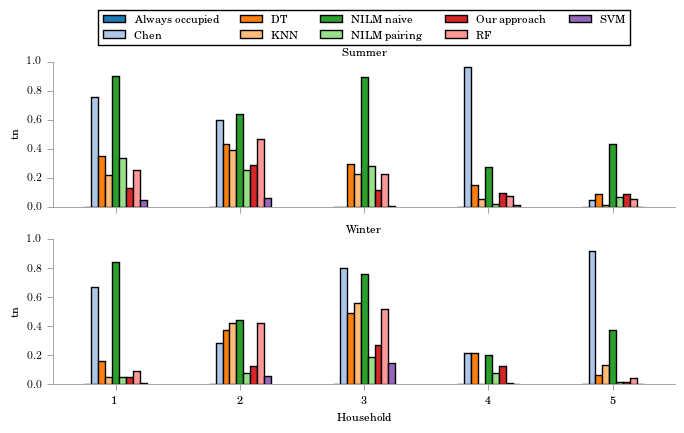 Always occupied DT NILM naive Our approach SVM
Chen KNN NILM pairing RF
Summer
1.0
0.8
0.6
tn
0.4
0.2
0.0
Winter
1.0
0.8
0.6
tn
0.4
0.2
0.0
1 2 3 4 5
Household